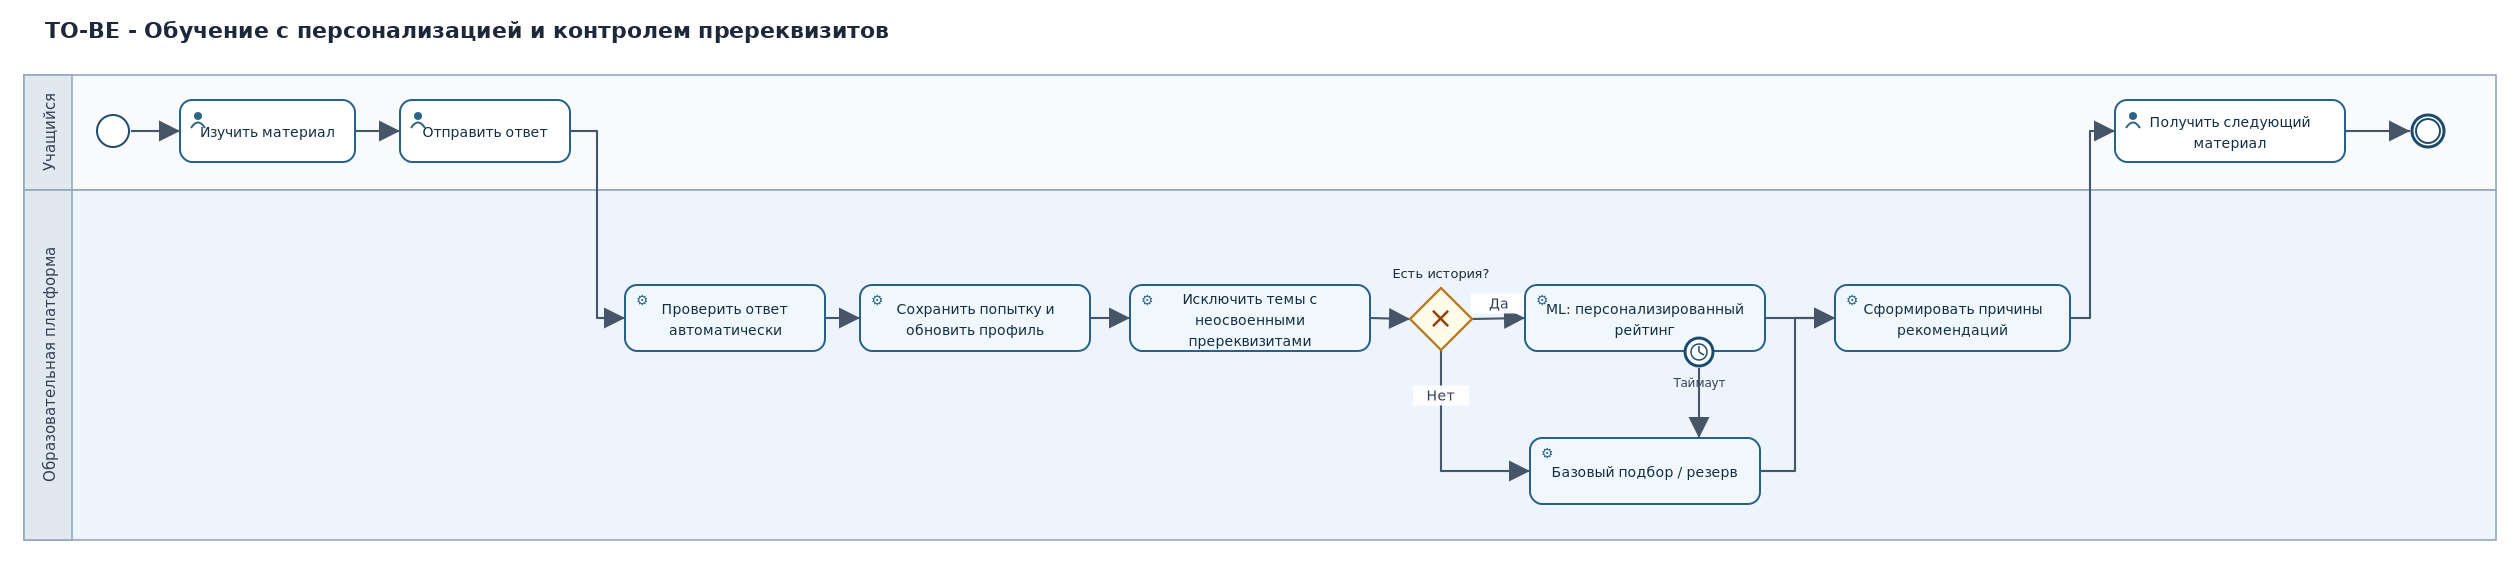 TO-BE - Обучение с персонализацией и контролем пререквизитов
Учащийся
Изучить материал
Отправить ответ
Получить следующий
материал
Образовательная платформа
Проверить ответ
автоматически
Сохранить попытку и
обновить профиль
Исключить темы с
неосвоенными
пререквизитами
Есть история?
Да
Нет
ML: персонализированный
рейтинг
Таймаут
Базовый подбор / резерв
Сформировать причины
рекомендаций